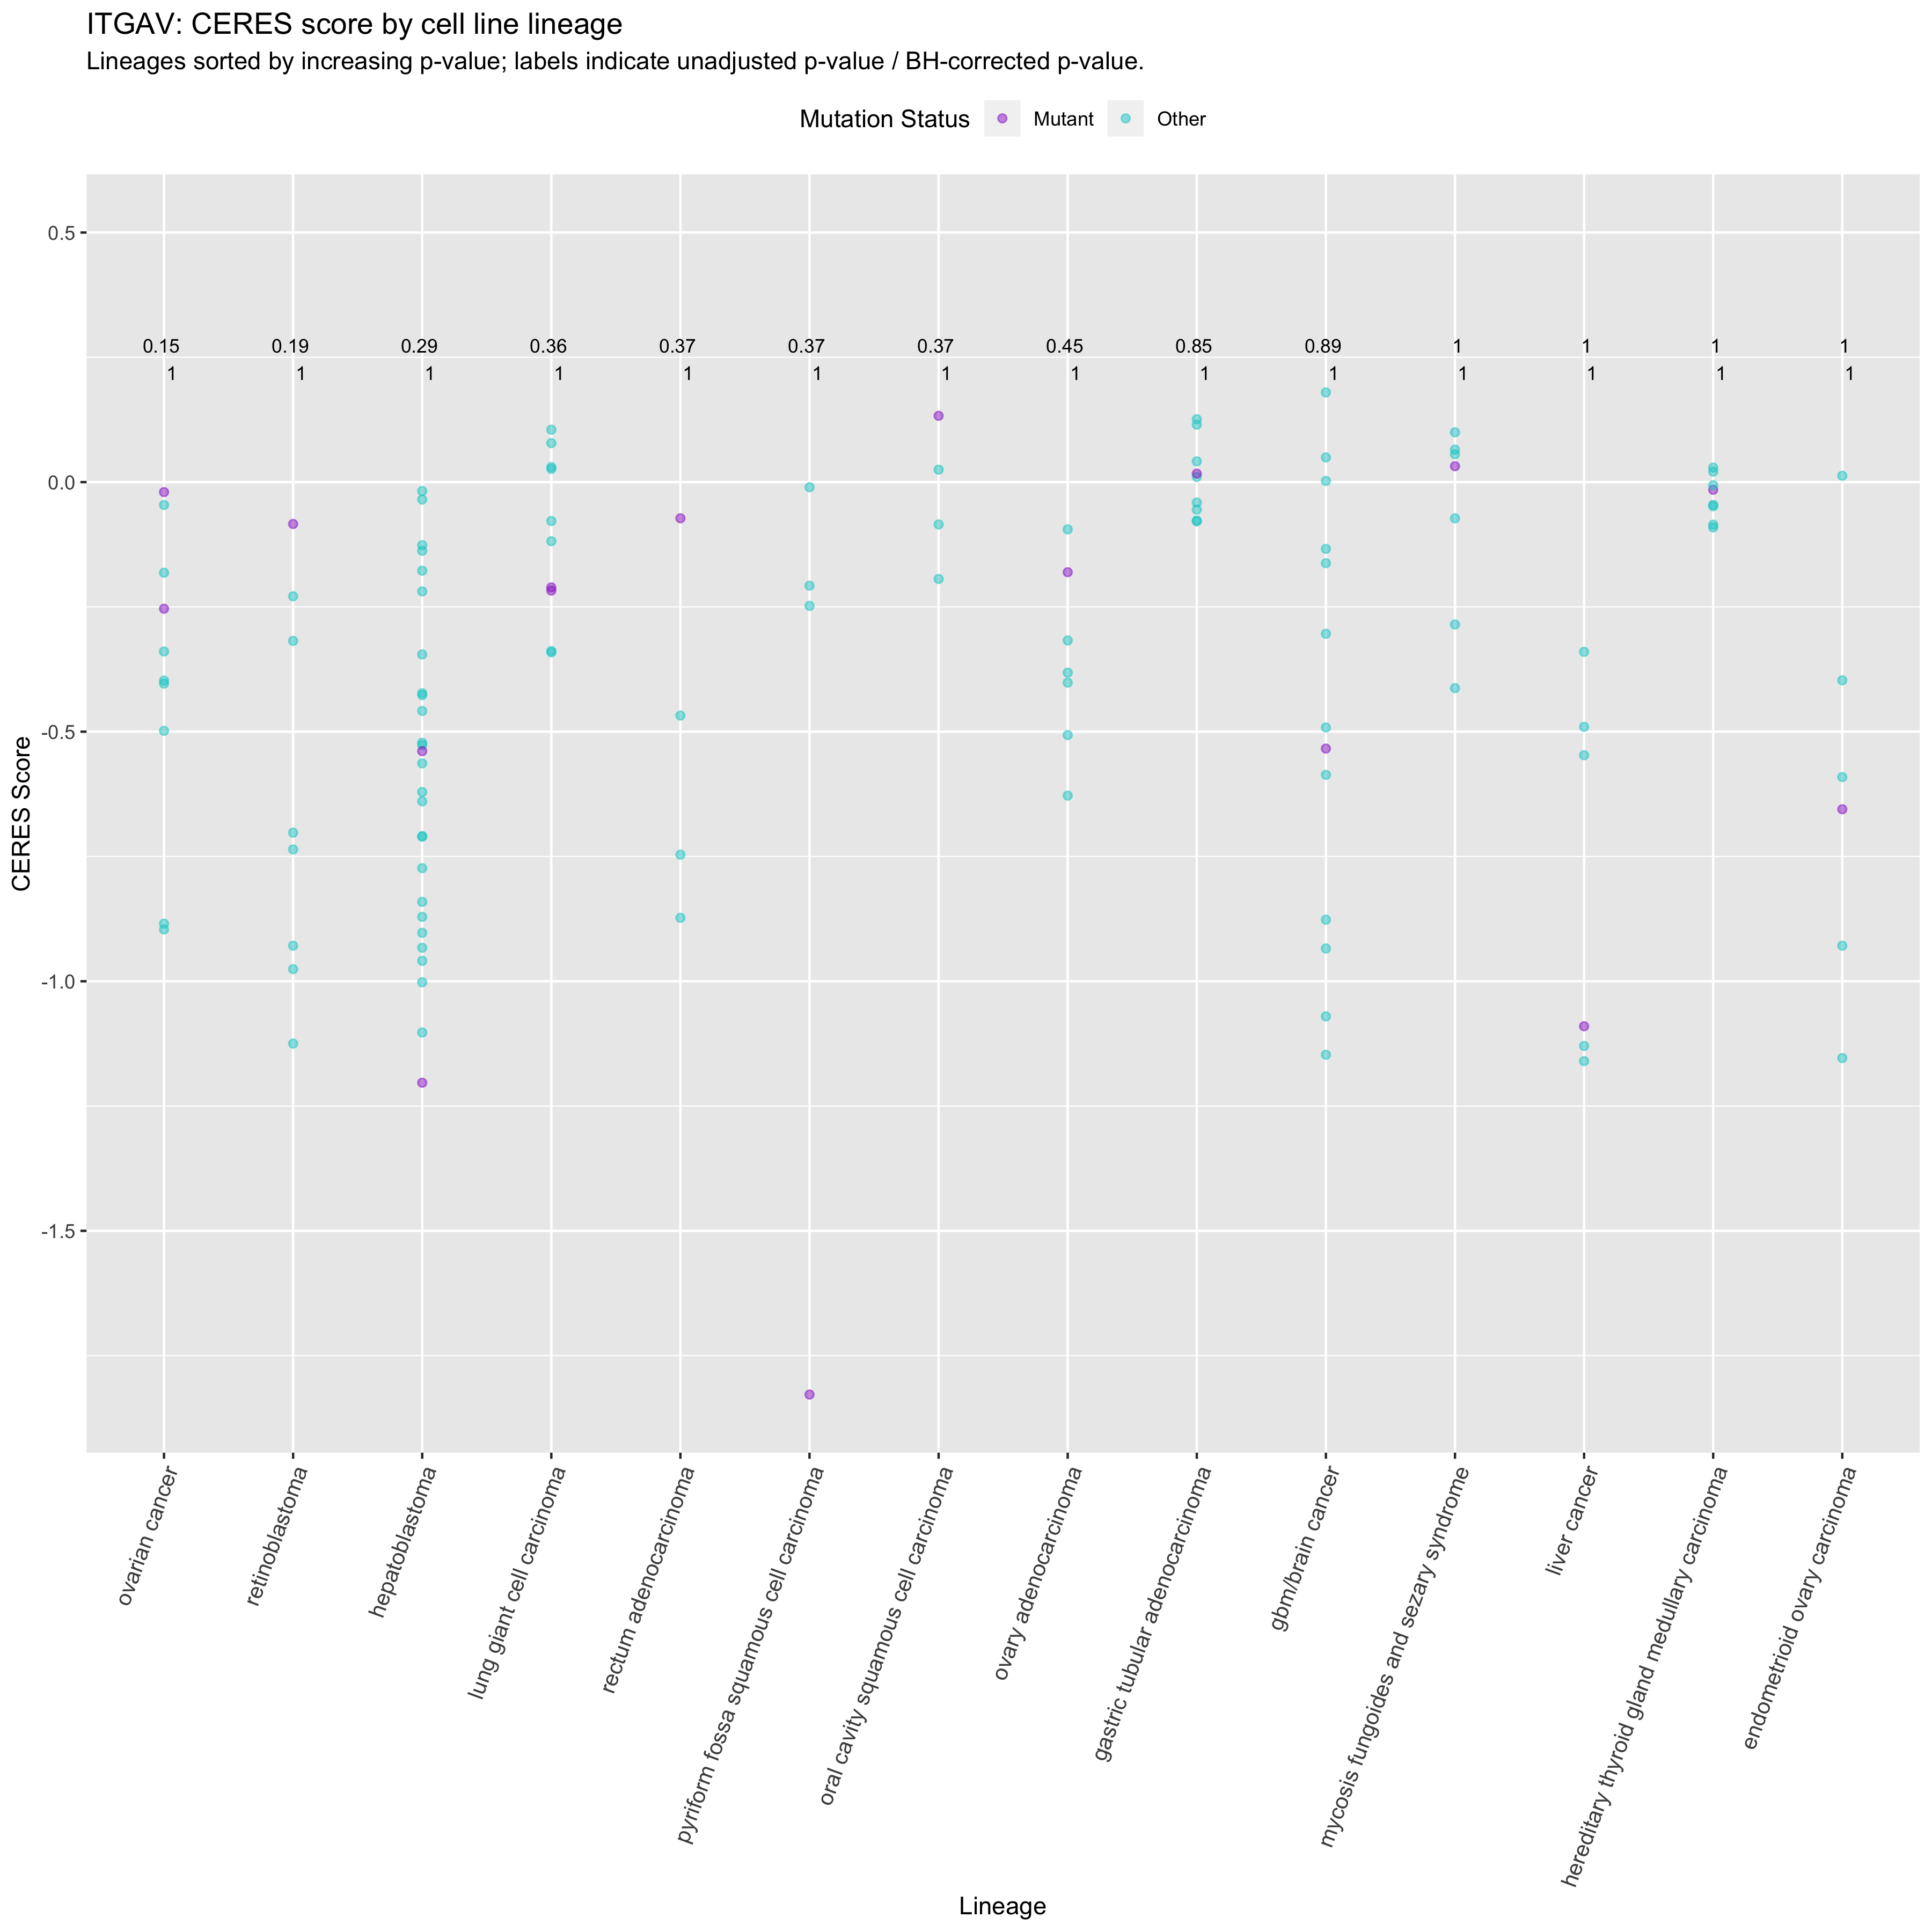 ITGAV: CERES score by cell line lineage
Lineages sorted by increasing p-value; labels indicate unadjusted p-value / BH-corrected p-value.
Mutation Status Mutant Other
0.5
0.0
-0.5
-1.0
-1.5
CERES Score
0.15 0.19 0.29 0.36 0.37 0.37 0.37 0.45 0.85 0.89 1 1 1 1
1 1 1 1 1 1 1 1 1 1 1 1 1 1
ovarian cancer
retinoblastoma
hepatoblastoma
lung giant cell carcinoma
rectum adenocarcinoma
pyriform fossa squamous cell carcinoma
oral cavity squamous cell carcinoma
ovary adenocarcinoma
gastric tubular adenocarcinoma
gbm/brain cancer
mycosis fungoides and sezary syndrome
liver cancer
hereditary thyroid gland medullary carcinoma
endometrioid ovary carcinoma
Lineage